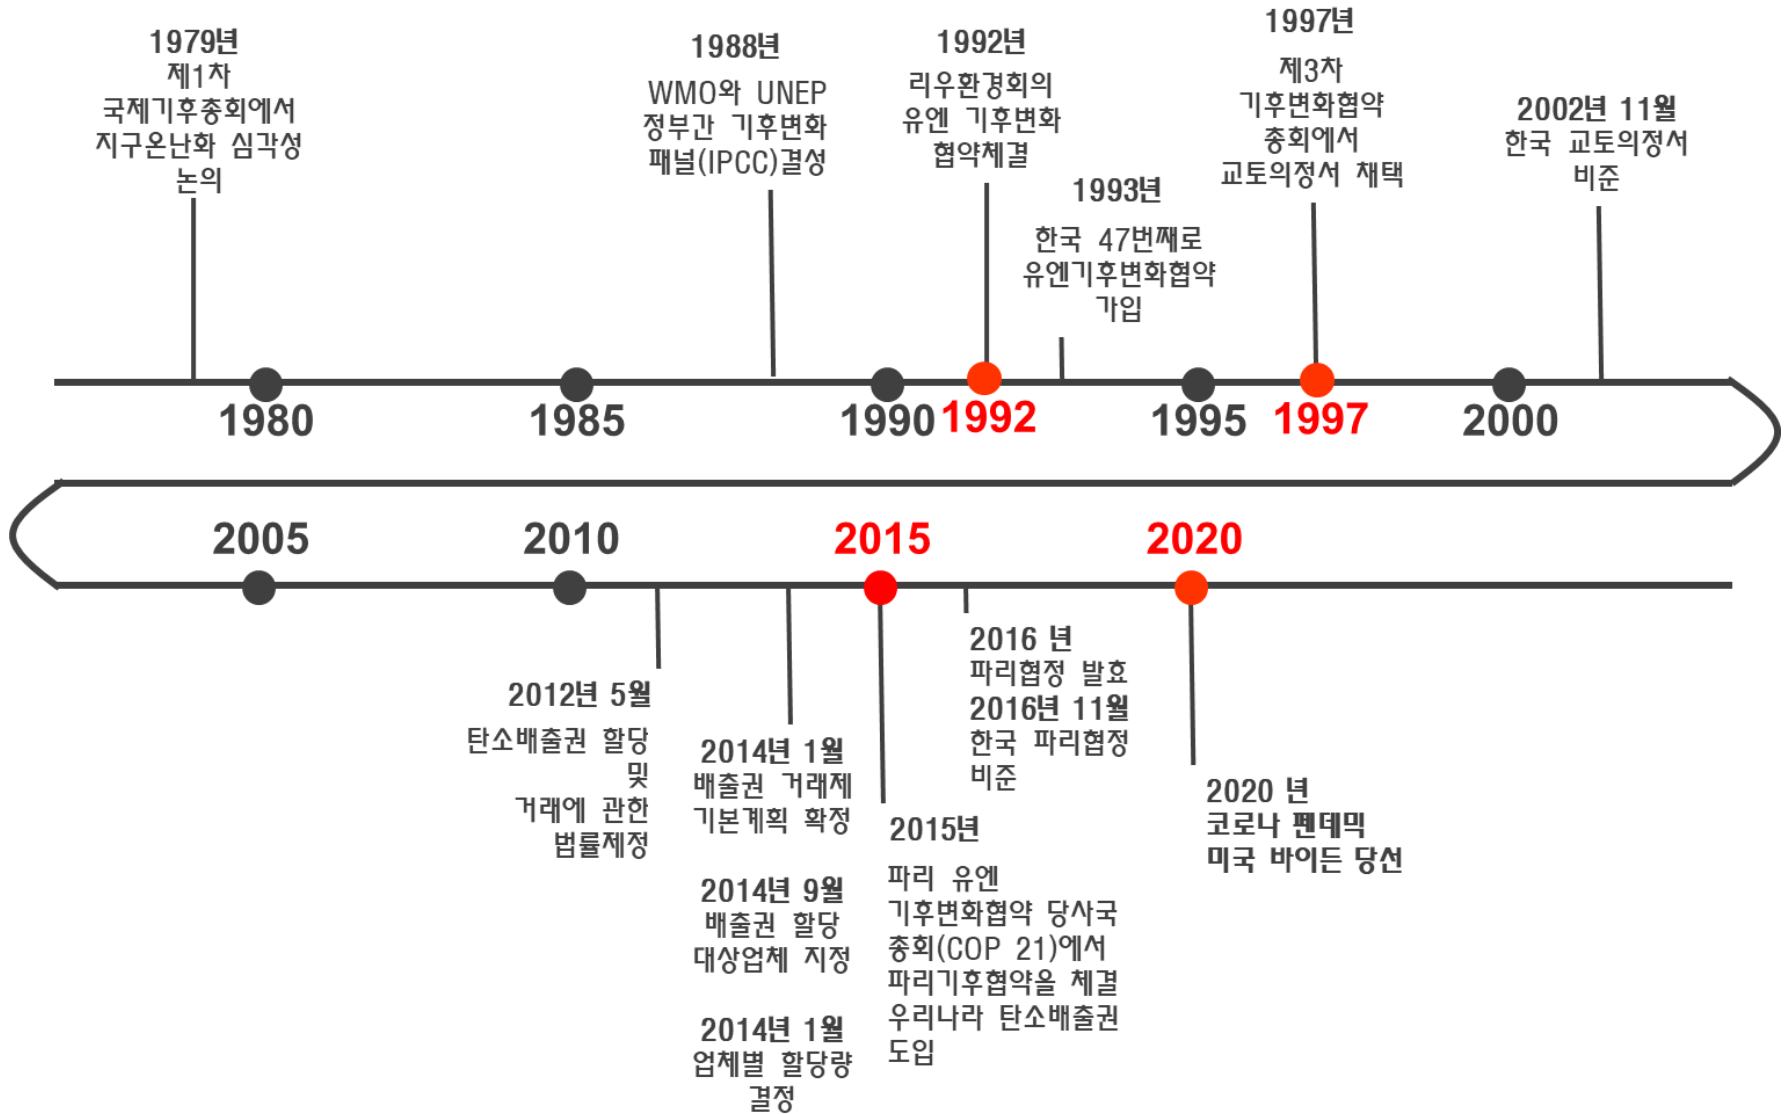 1979년
제1차
국제기후총회에서
지구온난화 심각성
논의
1988년
WMO와 UNEP
정부간 기후변화
패널(IPCC)결성
1992년
리우환경회의
유엔 기후변화
협약체결
1993년
한국 47번째로
유엔기후변화협약
가입
1997년
제3차
기후변화협약
총회에서
교토의정서 채택
2002년 11월
한국 교토의정서
비준
1980
1985
1990
1992
1995
1997
2000
2005
2010
2015
2020
2012년 5월
탄소배출권 할당
및
거래에 관한
법률제정
2014년 1월
배출권 거래제
기본계획 확정
2014년 9월
배출권 할당
대상업체 지정
2014년 1월
업체별 할당량
결정
2015년
파리 유엔
기후변화협약 당사국
총회(COP 21)에서
파리기후협약을 체결
우리나라 탄소배출권
도입
2016 년
파리협정 발효
2016년 11월
한국 파리협정
비준
2020 년
코로나 펜데믹
미국 바이든 당선